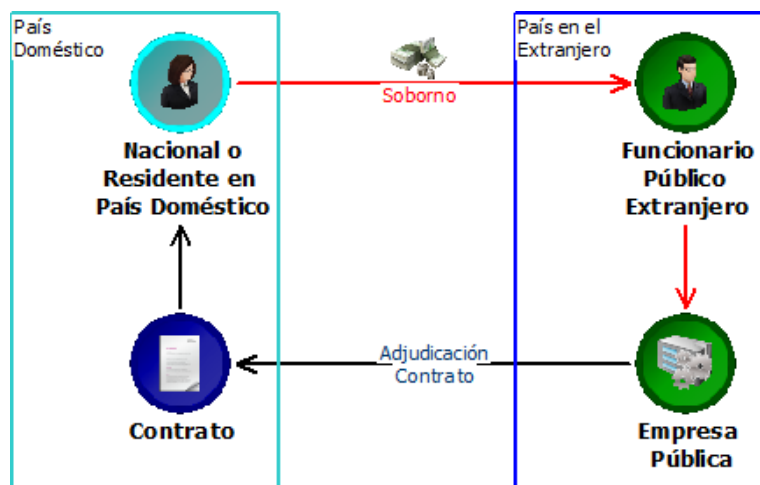 País
Doméstico
País en el
Extranjero
Soborno
Nacional o
Residente en
País Doméstico
Funcionario
Público
Extranjero
Adjudicación
Contrato
Contrato
Empresa
Pública